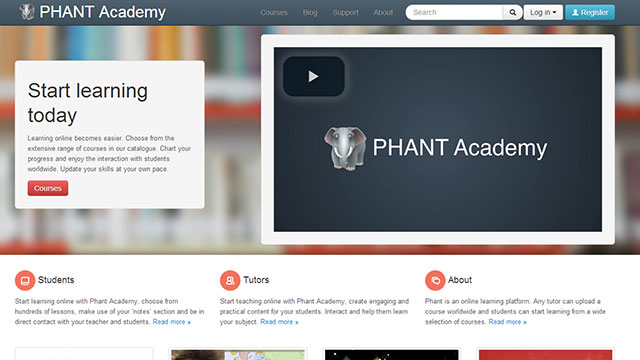 PHANT Academy
Courses Blog Support About Search Log in Register
Start learning
today
Learning online becomes easier. Choose from the
extensive range of courses in our catalogue. Chart your
progress and enjoy the interaction with students
worldwide. Update your skills at your own pace.
Courses
PHANT Academy
Students
Start learning online with Phant Academy, choose from
hundreds of lessons, make use of your 'notes' section and be
in direct contact with your teacher and students. Read more »
Tutors
Start teaching online with Phant Academy, create engaging and
practical content for your students. Interact and help them learn
your subject. Read more »
About
Phant is an online learning platform. Any tutor can upload a
course worldwide and students can start learning from a wide
selection of courses. Read more »